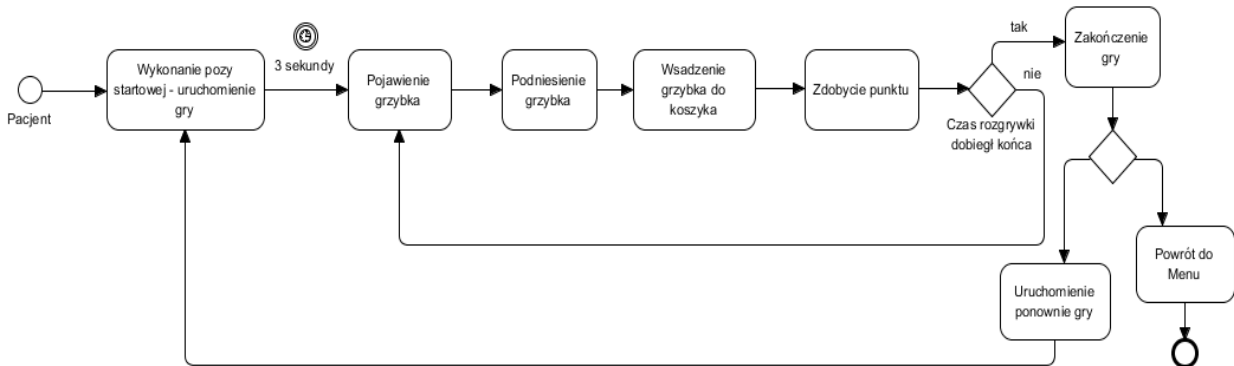 Pacjent
Wykonanie pozy
startowej - uruchomienie
gry
3 sekundy
Pojawienie
grzybka
Podniesienie
grzybka
Wsadzenie
grzybka do
koszyka
Zdobycie punktu
Czas rozgrywki
dobiegł końca
tak
nie
Zakończenie
gry
Uruchomienie
ponownie gry
Powrót do
Menu